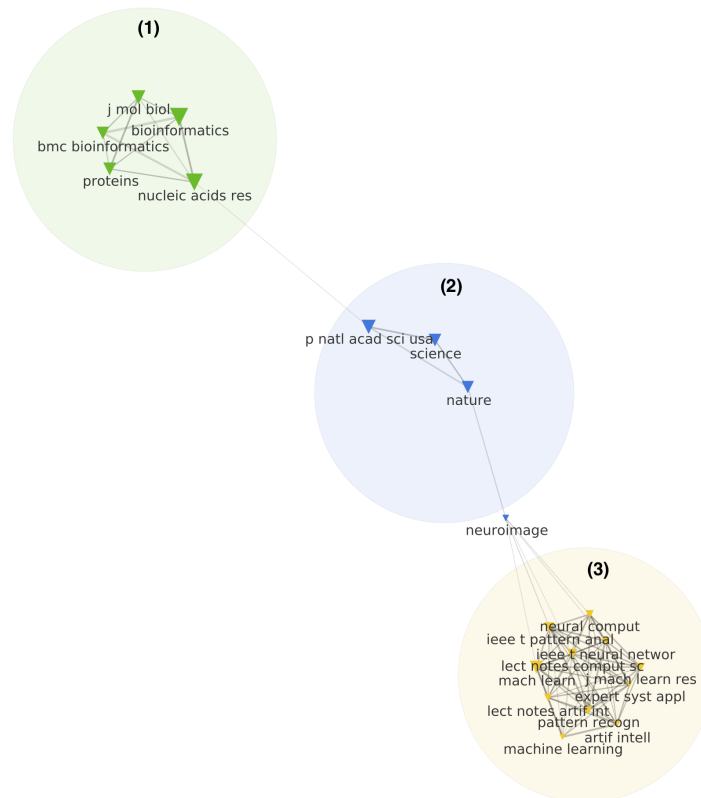 (1)
j mol biol
bioinformatics
bmc bioinformatics
proteins
nucleic acids res
(2)
p natl acad sci usa
science
nature
neuroimage
(3)
neural comput
ieee t pattern anal
ieee t neural networ
lect notes comput sc
mach learn
j mach learn res
expert syst appl
lect notes artif int
pattern recogn
artif intell
machine learning